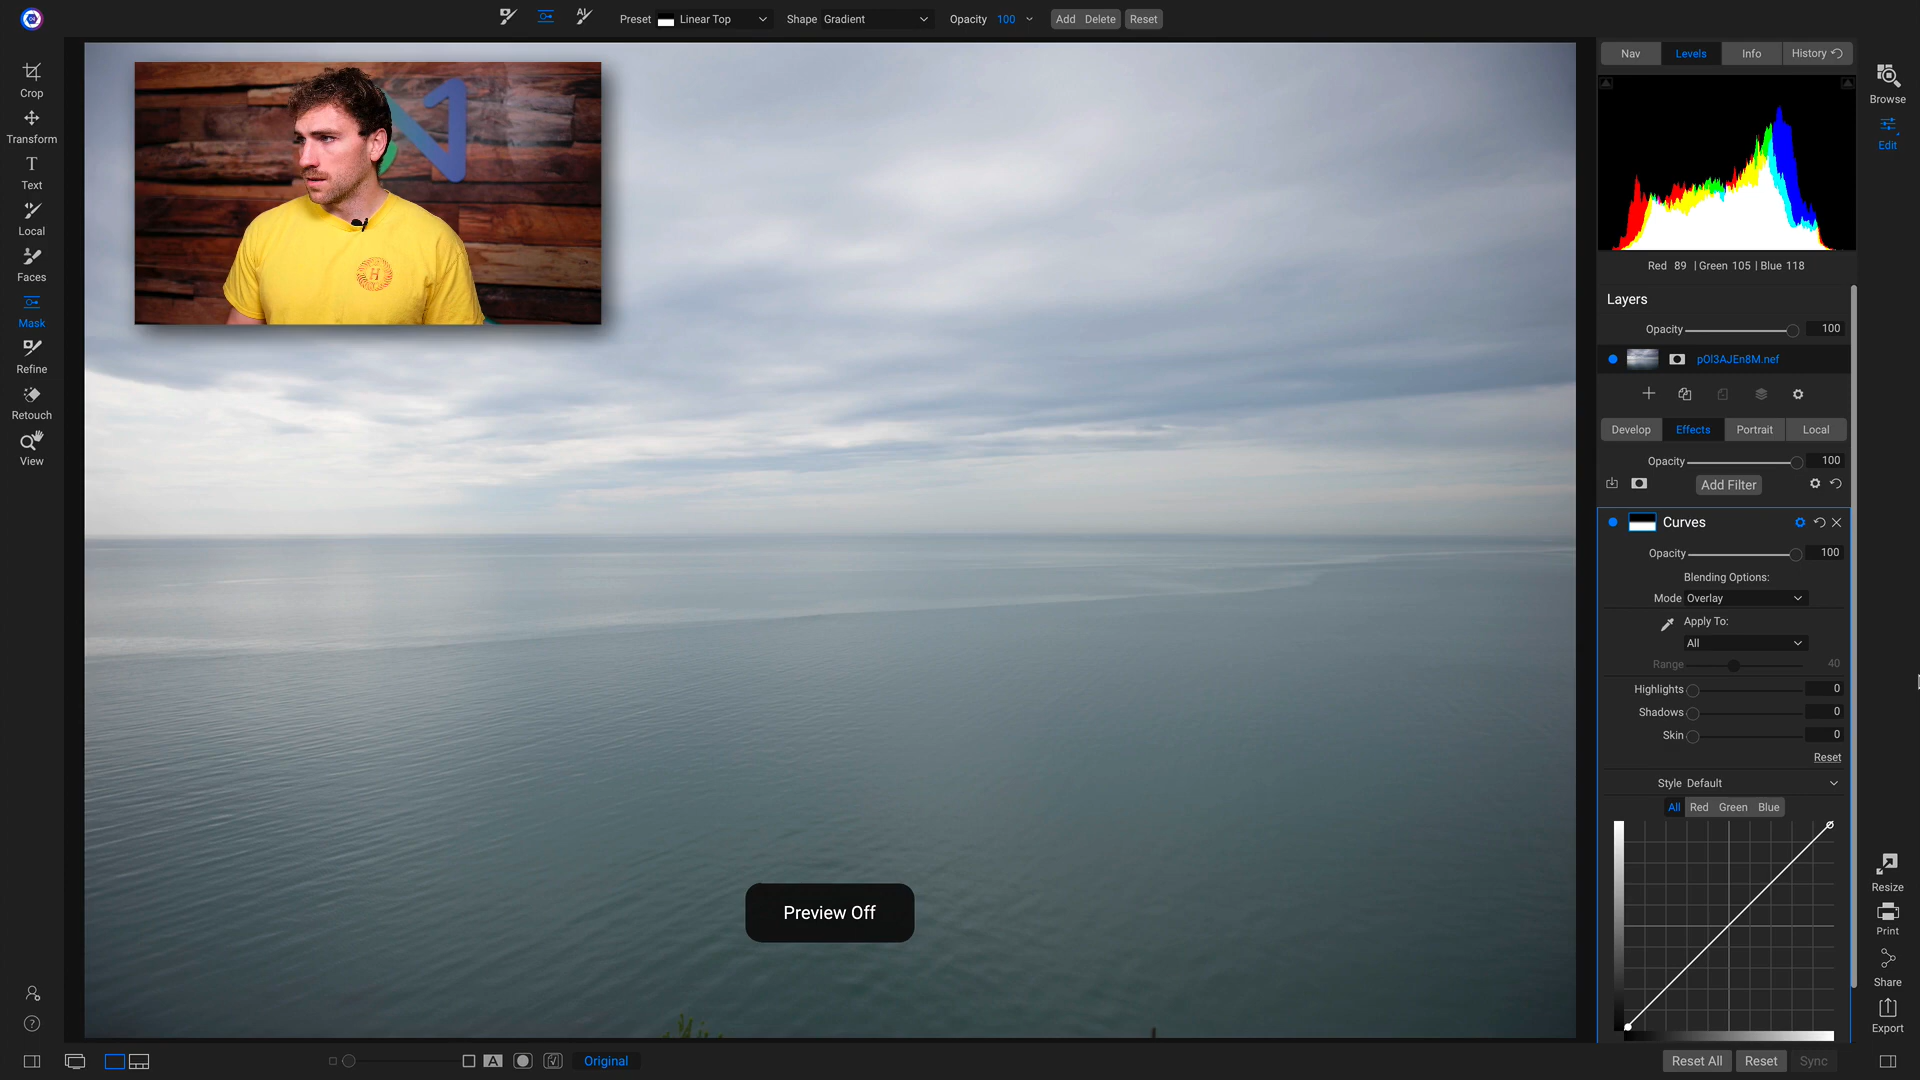 Preset Linear Top Shape Gradient Opacity 100 Add Delete Reset
Crop
Transform
Text
Local
Faces
Mask
Refine
Retouch
View
H
Preview Off
Original
Nav Levels Info History
Red 89 | Green 105 | Blue 118
Layers
Opacity 100
pOl3AJEn8M.nef
Develop Effects Portrait Local
Opacity 100
Add Filter
Curves
Opacity 100
Blending Options:
Mode Overlay
Apply To:
All
Range 40
Highlights 0
Shadows 0
Skin 0
Reset
Style Default
All Red Green Blue
Reset All Reset Sync
Browse
Edit
Resize
Print
Share
Export